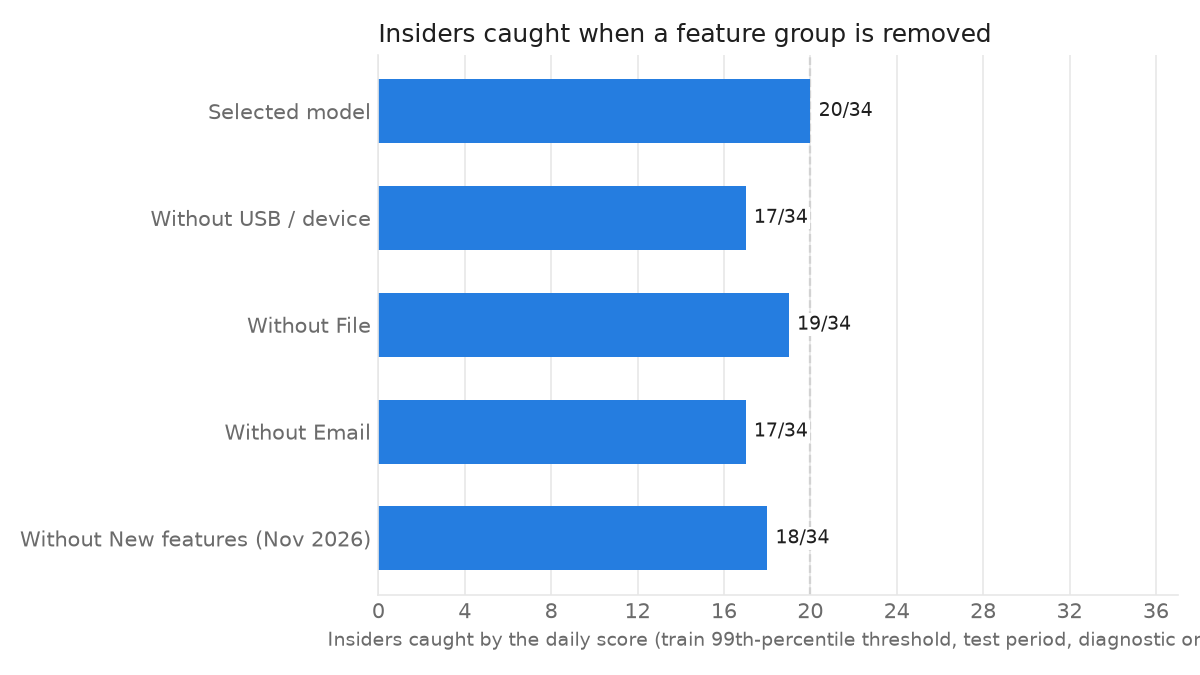 Insiders caught when a feature group is removed
Selected model
20/34
Without USB / device
17/34
Without File
19/34
Without Email
17/34
Without New features (Nov 2026)
18/34
0 4 8 12 16 20 24 28 32 36
Insiders caught by the daily score (train 99th-percentile threshold, test period, diagnostic